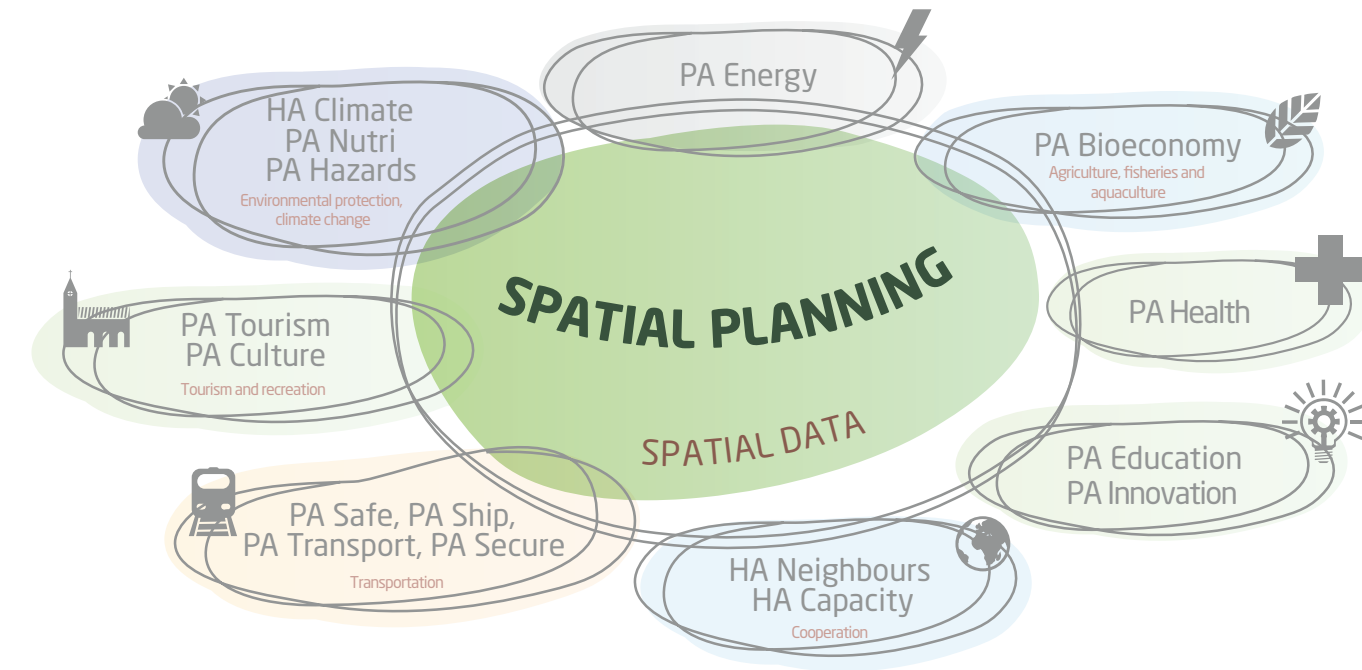 PA Energy
HA Climate
PA Nutri
PA Hazards
Environmental protection,
climate change
PA Bioeconomy
Agriculture, fisheries and
aquaculture
SPATIAL PLANNING
PA Health
PA Tourism
PA Culture
Tourism and recreation
SPATIAL DATA
PA Education
PA Innovation
PA Safe, PA Ship,
PA Transport, PA Secure
Transportation
HA Neighbours
HA Capacity
Cooperation